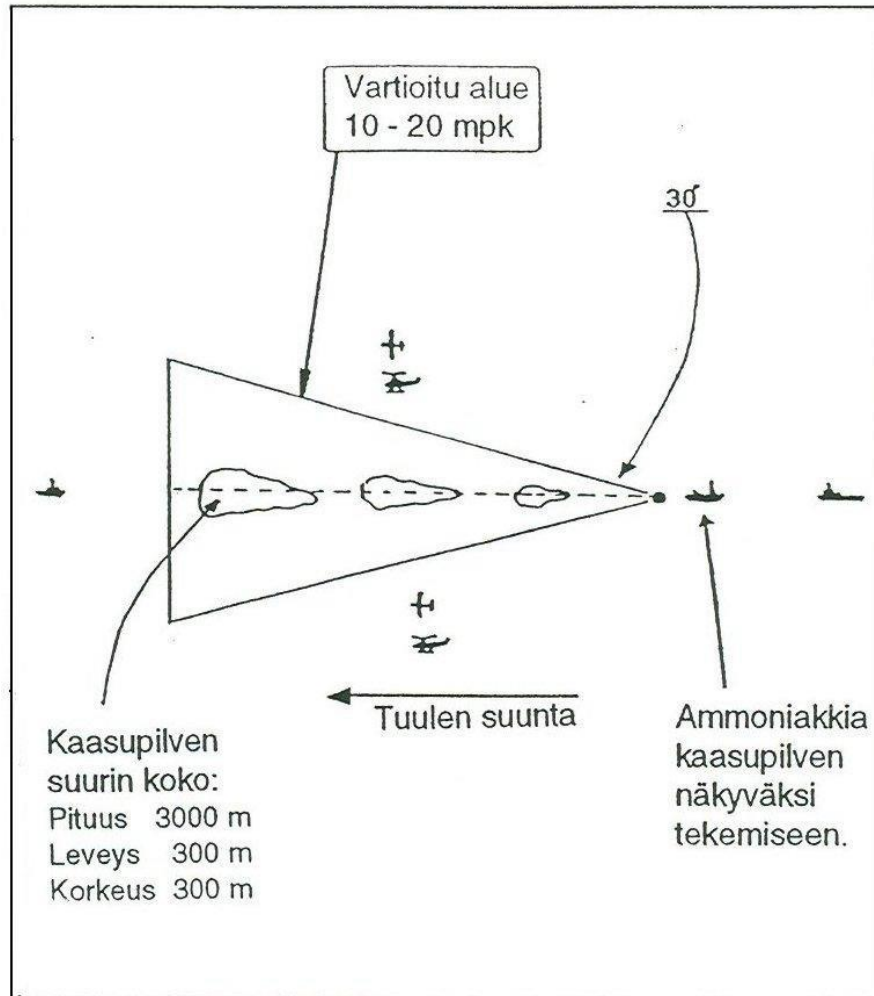 Vartioitu alue
10 - 20 mpk
30°
Tuulen suunta
Kaasupilven
suurin koko:
Pituus 3000 m
Leveys 300 m
Korkeus 300 m
Ammoniakkia
kaasupilven
näkyväksi
tekemiseen.